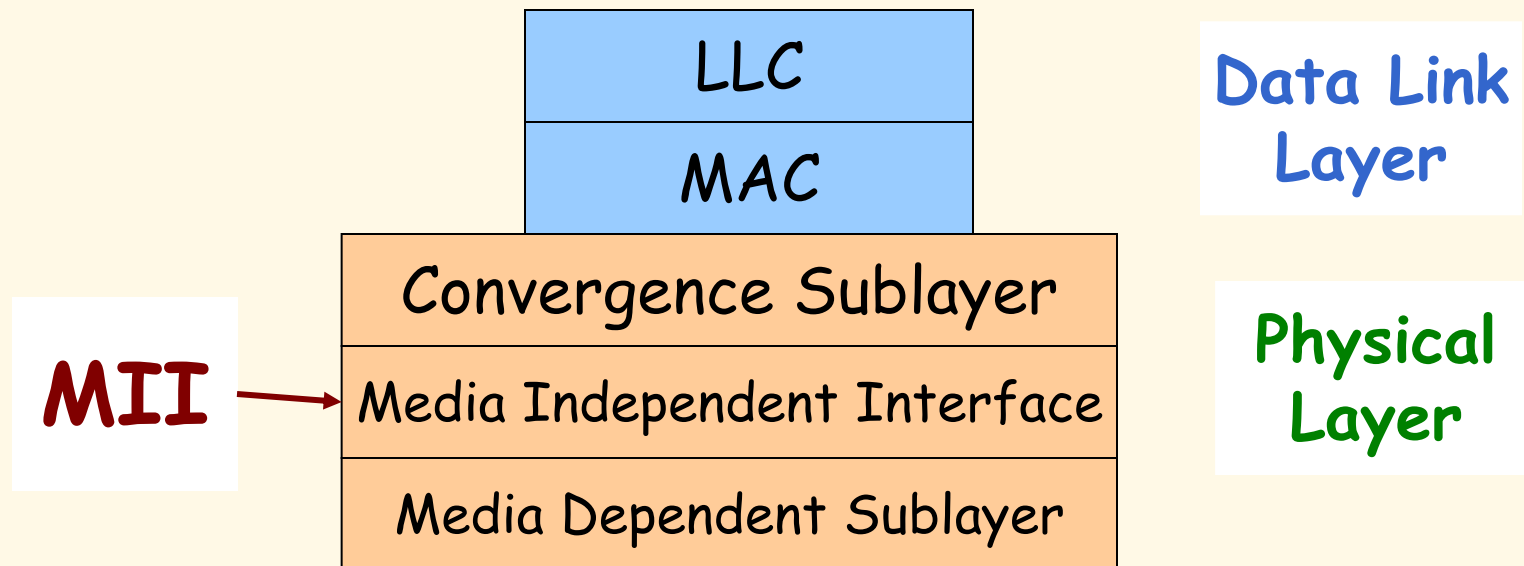 LLC
Data Link
Layer
MAC
Convergence Sublayer
MII
Media Independent Interface
Physical
Layer
Media Dependent Sublayer